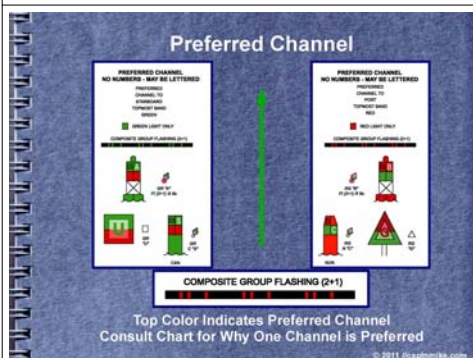 Preferred Channel
PREFERRED CHANNEL
NO NUMBERS - MAY BE LETTERED
PREFERRED
CHANNEL TO
STARBOARD
TOPMOST BAND
GREEN
GREEN LIGHT ONLY
COMPOSITE GROUP FLASHING (2+1)
U
CAN
PREFERRED CHANNEL
NO NUMBERS - MAY BE LETTERED
PREFERRED
CHANNEL TO
PORT
TOPMOST BAND
RED
RED LIGHT ONLY
COMPOSITE GROUP FLASHING (2+1)
G
NUN
COMPOSITE GROUP FLASHING (2+1)
Top Color Indicates Preferred Channel
Consult Chart for Why One Channel is Preferred